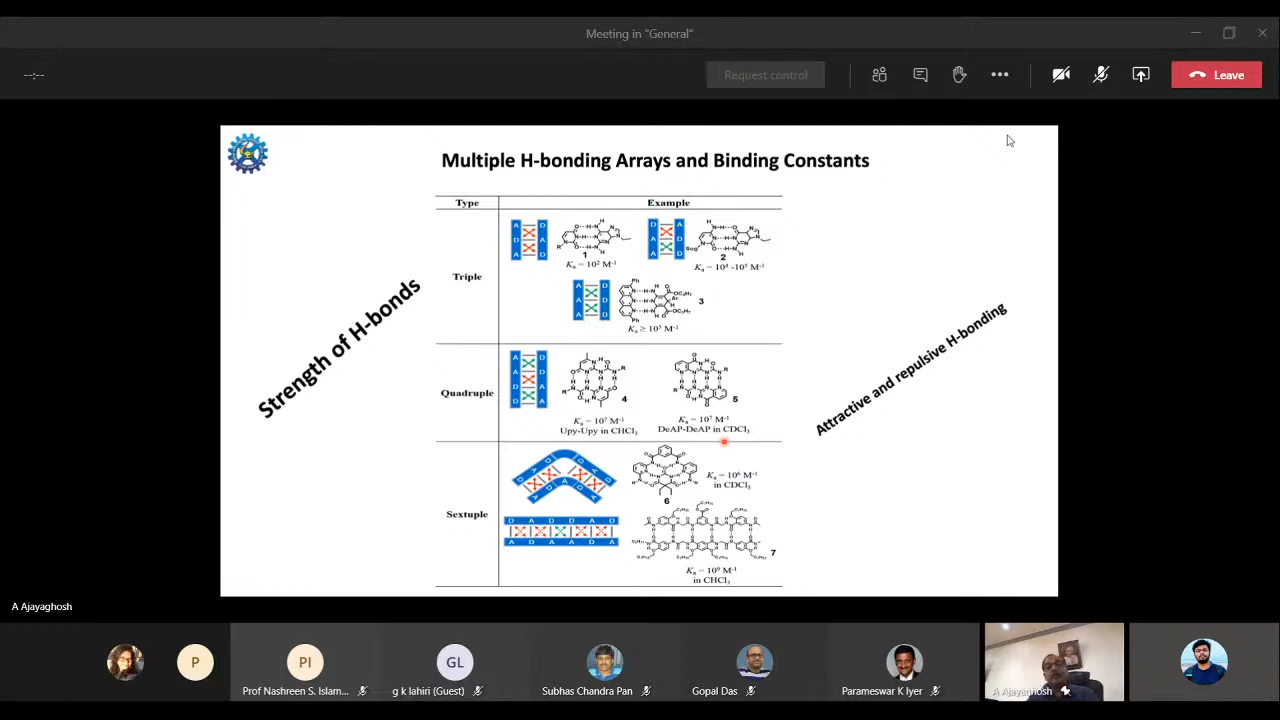 Meeting in "General"
--:--
Request control
Leave
Multiple H-bonding Arrays and Binding Constants
Type
Example
Strength of H-bonds
Attractive and repulsive H-bonding
Triple
1
Kₐ = 10² M⁻¹
2
Kₐ = 10⁴ -10⁵ M⁻¹
3
Kₐ ≥ 10⁵ M⁻¹
Quadruple
4
Kₐ = 10⁷ M⁻¹
Upy-Upy in CHCl₃
5
Kₐ = 10⁷ M⁻¹
DeAP-DeAP in CDCl₃
Sextuple
6
Kₐ = 10⁶ M⁻¹
in CDCl₃
D A D D A D
A D A A D A
7
Kₐ = 10⁹ M⁻¹
in CHCl₃
A Ajayaghosh
P
PI
GL
Prof Nashreen S. Islam...
g k lahiri (Guest)
Subhas Chandra Pan
Gopal Das
Parameswar K Iyer
A Ajayaghosh